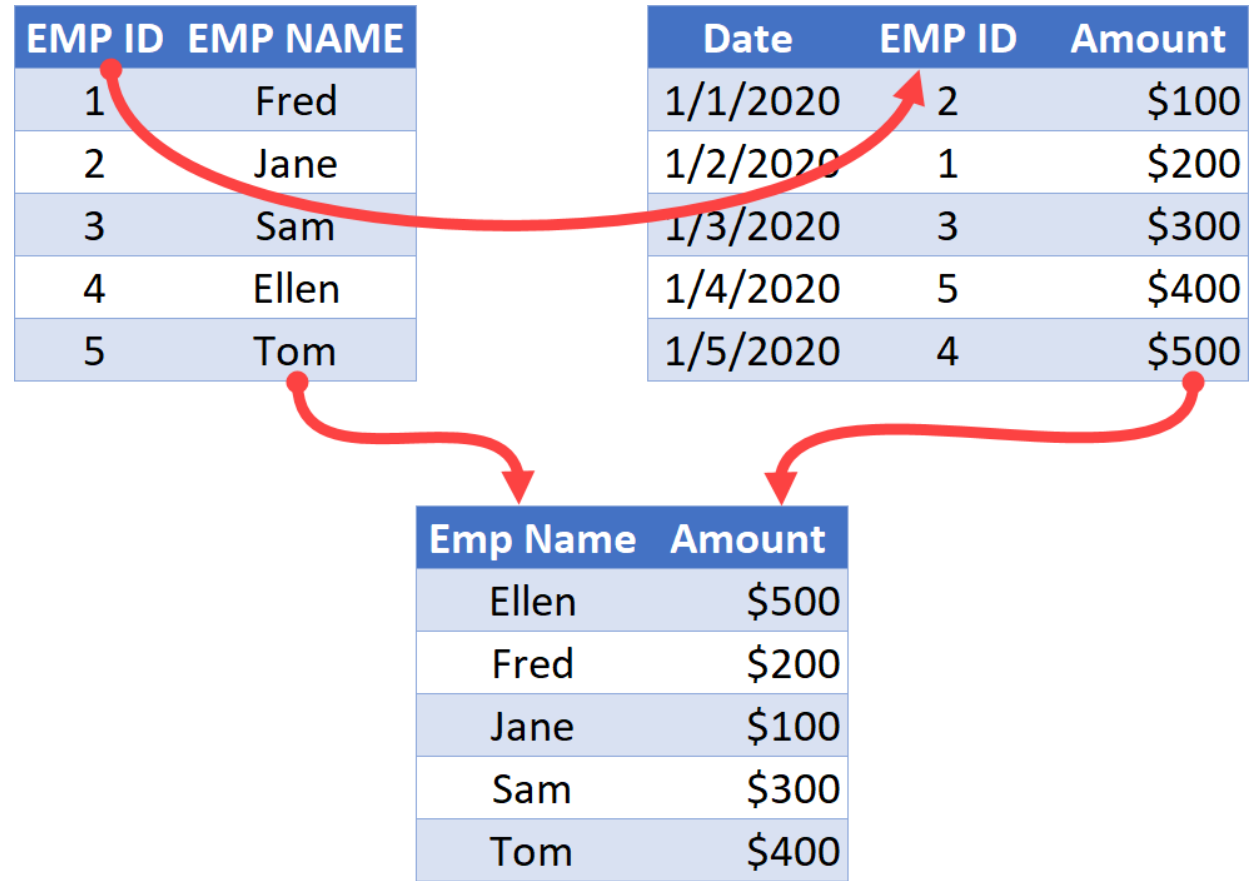 EMP ID EMP NAME
1 Fred
2 Jane
3 Sam
4 Ellen
5 Tom
Date EMP ID Amount
1/1/2020 2 $100
1/2/2020 1 $200
1/3/2020 3 $300
1/4/2020 5 $400
1/5/2020 4 $500
Emp Name Amount
Ellen $500
Fred $200
Jane $100
Sam $300
Tom $400